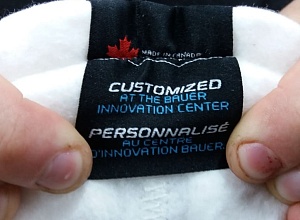 MADE IN CANADA
CUSTOMIZED
AT THE BAUER
INNOVATION CENTER
PERSONNALISÉ
AU CENTRE
D'INNOVATION BAUER